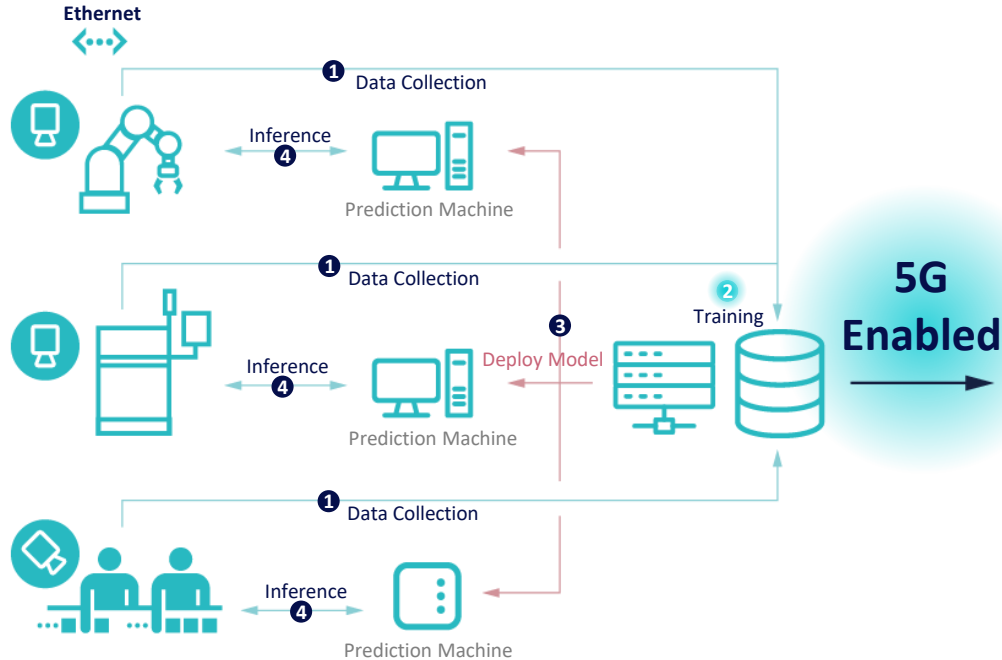 Ethernet
1
Data Collection
Inference
4
Prediction Machine
1
Data Collection
2
Training
3
Deploy Model
Inference
4
Prediction Machine
5G
Enabled
1
Data Collection
Inference
4
Prediction Machine